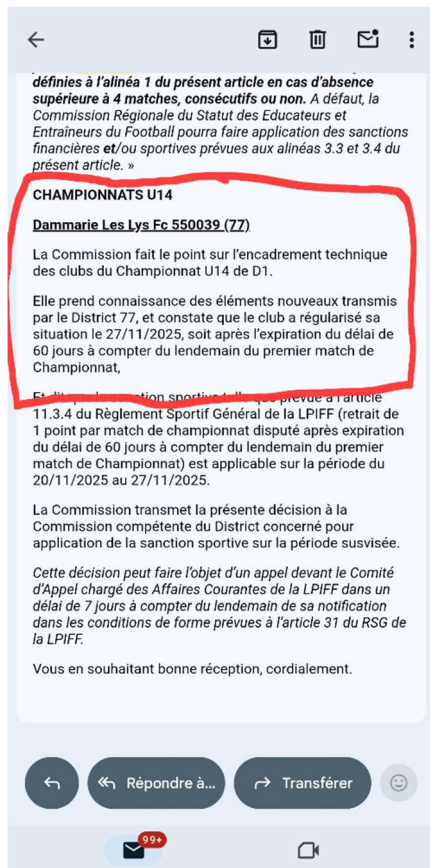 définies à l'alinéa 1 du présent article en cas d'absence
supérieure à 4 matches, consécutifs ou non. A défaut, la
Commission Régionale du Statut des Educateurs et
Entraîneurs du Football pourra faire application des sanctions
financières et/ou sportives prévues aux alinéas 3.3 et 3.4 du
présent article. »
CHAMPIONNATS U14
Dammarie Les Lys Fc 550039 (77)
La Commission fait le point sur l'encadrement technique
des clubs du Championnat U14 de D1.
Elle prend connaissance des éléments nouveaux transmis
par le District 77, et constate que le club a régularisé sa
situation le 27/11/2025, soit après l'expiration du délai de
60 jours à compter du lendemain du premier match de
Championnat,
Et dit que la sanction sportive telle que prévue à l'article
11.3.4 du Règlement Sportif Général de la LPIFF (retrait de
1 point par match de championnat disputé après expiration
du délai de 60 jours à compter du lendemain du premier
match de Championnat) est applicable sur la période du
20/11/2025 au 27/11/2025.
La Commission transmet la présente décision à la
Commission compétente du District concerné pour
application de la sanction sportive sur la période susvisée.
Cette décision peut faire l'objet d'un appel devant le Comité
d'Appel chargé des Affaires Courantes de la LPIFF dans un
délai de 7 jours à compter du lendemain de sa notification
dans les conditions de forme prévues à l'article 31 du RSG de
la LPIFF.
Vous en souhaitant bonne réception, cordialement.
Répondre à...
Transférer
99+